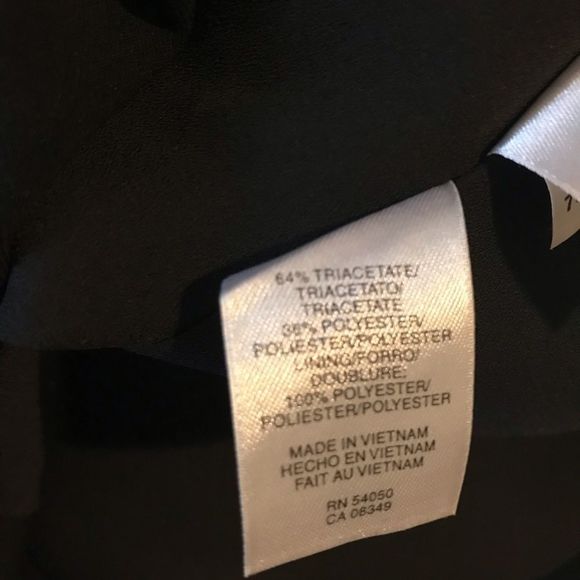 64% TRIACETATE/
TRIACETATO/
TRIACETATE
36% POLYESTER/
POLIESTER/POLYESTER
LINING/FORRO/
DOUBLURE:
100% POLYESTER/
POLIESTER/POLYESTER
MADE IN VIETNAM
HECHO EN VIETNAM
FAIT AU VIETNAM
RN 54050
CA 08349